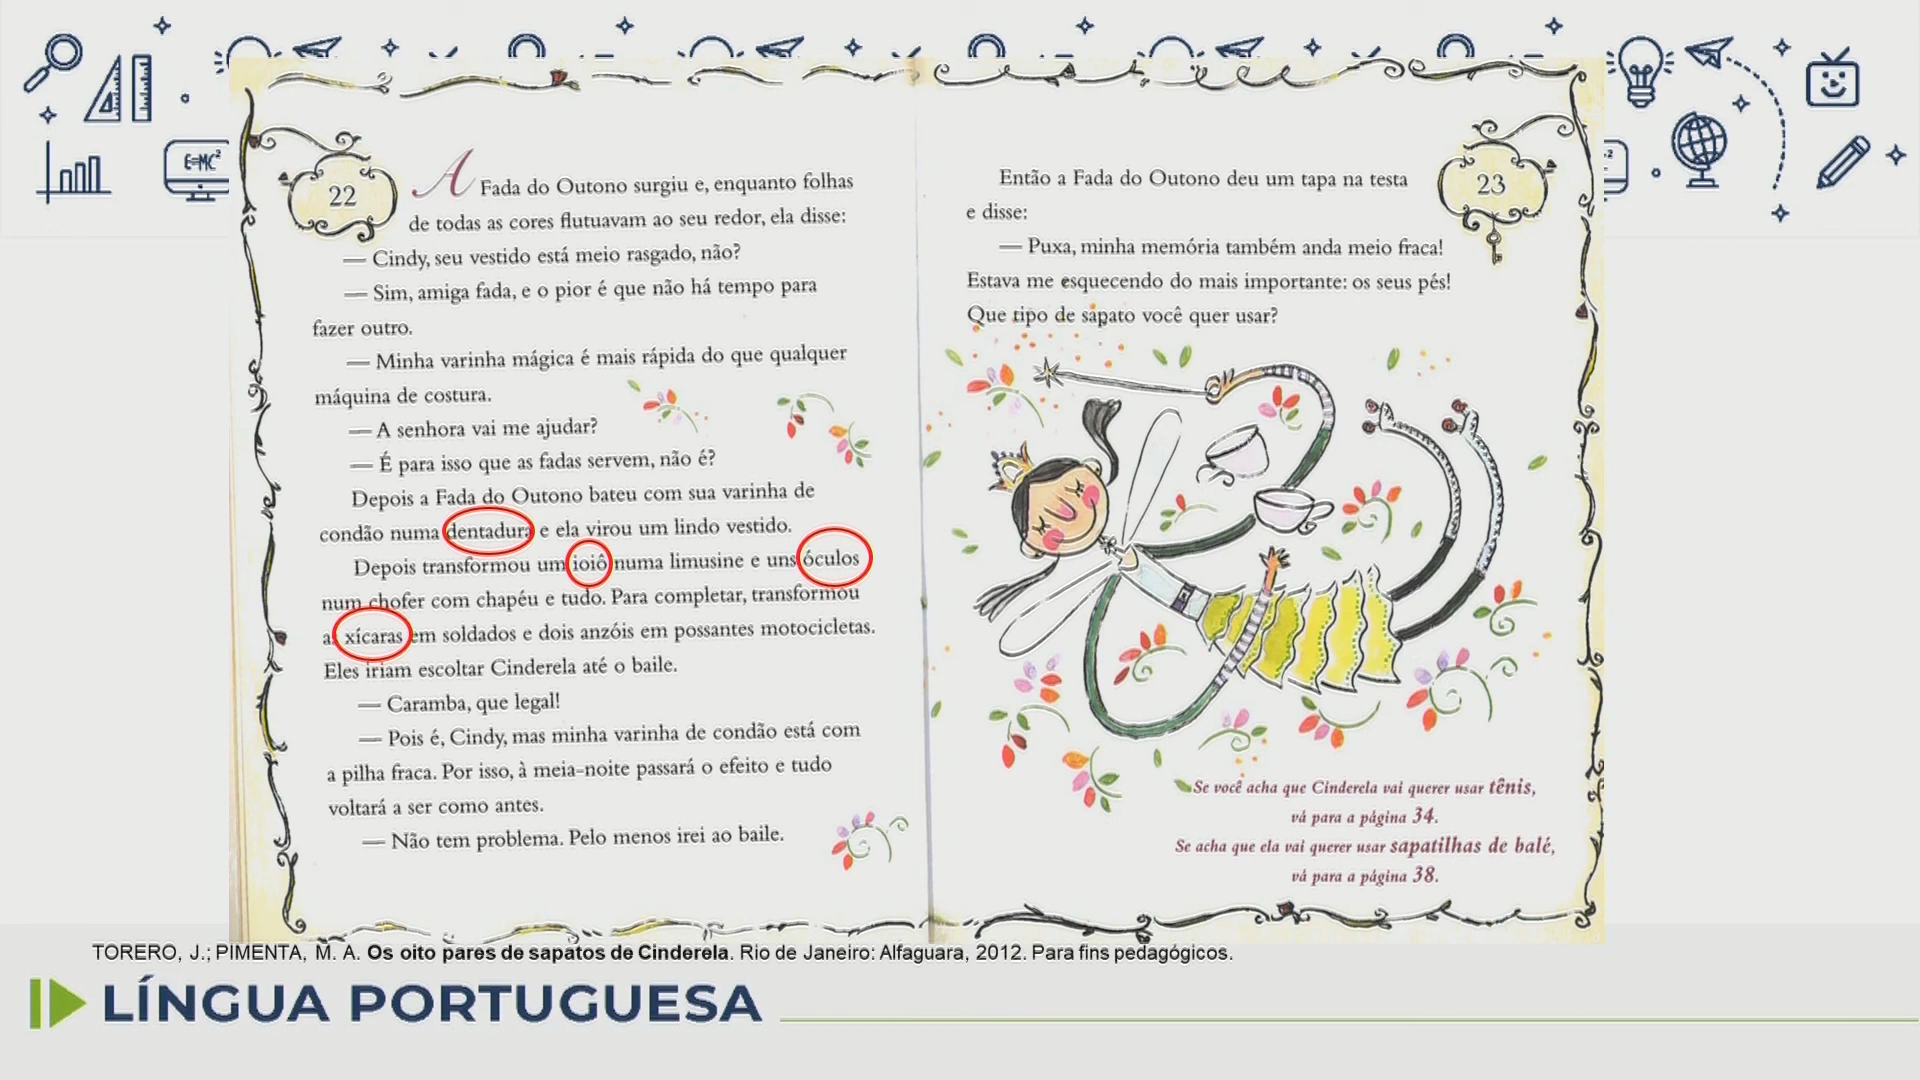 E=MC²
22
A Fada do Outono surgiu e, enquanto folhas
de todas as cores flutuavam ao seu redor, ela disse:
— Cindy, seu vestido está meio rasgado, não?
— Sim, amiga fada, e o pior é que não há tempo para
fazer outro.
— Minha varinha mágica é mais rápida do que qualquer
máquina de costura.
— A senhora vai me ajudar?
— É para isso que as fadas servem, não é?
Depois a Fada do Outono bateu com sua varinha de
condão numa dentadura e ela virou um lindo vestido.
Depois transformou um ioiô numa limusine e uns óculos
num chofer com chapéu e tudo. Para completar, transformou
as xícaras em soldados e dois anzóis em possantes motocicletas.
Eles iriam escoltar Cinderela até o baile.
— Caramba, que legal!
— Pois é, Cindy, mas minha varinha de condão está com
a pilha fraca. Por isso, à meia-noite passará o efeito e tudo
voltará a ser como antes.
— Não tem problema. Pelo menos irei ao baile.
23
Então a Fada do Outono deu um tapa na testa
e disse:
— Puxa, minha memória também anda meio fraca!
Estava me esquecendo do mais importante: os seus pés!
Que tipo de sapato você quer usar?
Se você acha que Cinderela vai querer usar tênis,
vá para a página 34.
Se acha que ela vai querer usar sapatilhas de balé,
vá para a página 38.
TORERO, J.; PIMENTA, M. A. Os oito pares de sapatos de Cinderela. Rio de Janeiro: Alfaguara, 2012. Para fins pedagógicos.
LÍNGUA PORTUGUESA